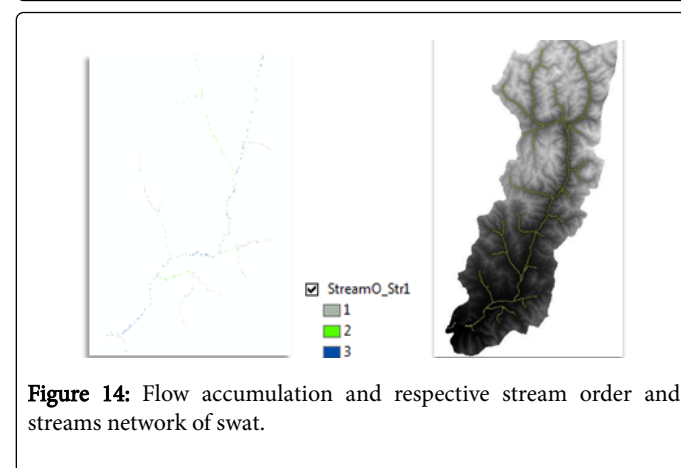 StreamO_Str1
1
2
3
Figure 14: Flow accumulation and respective stream order and
streams network of swat.